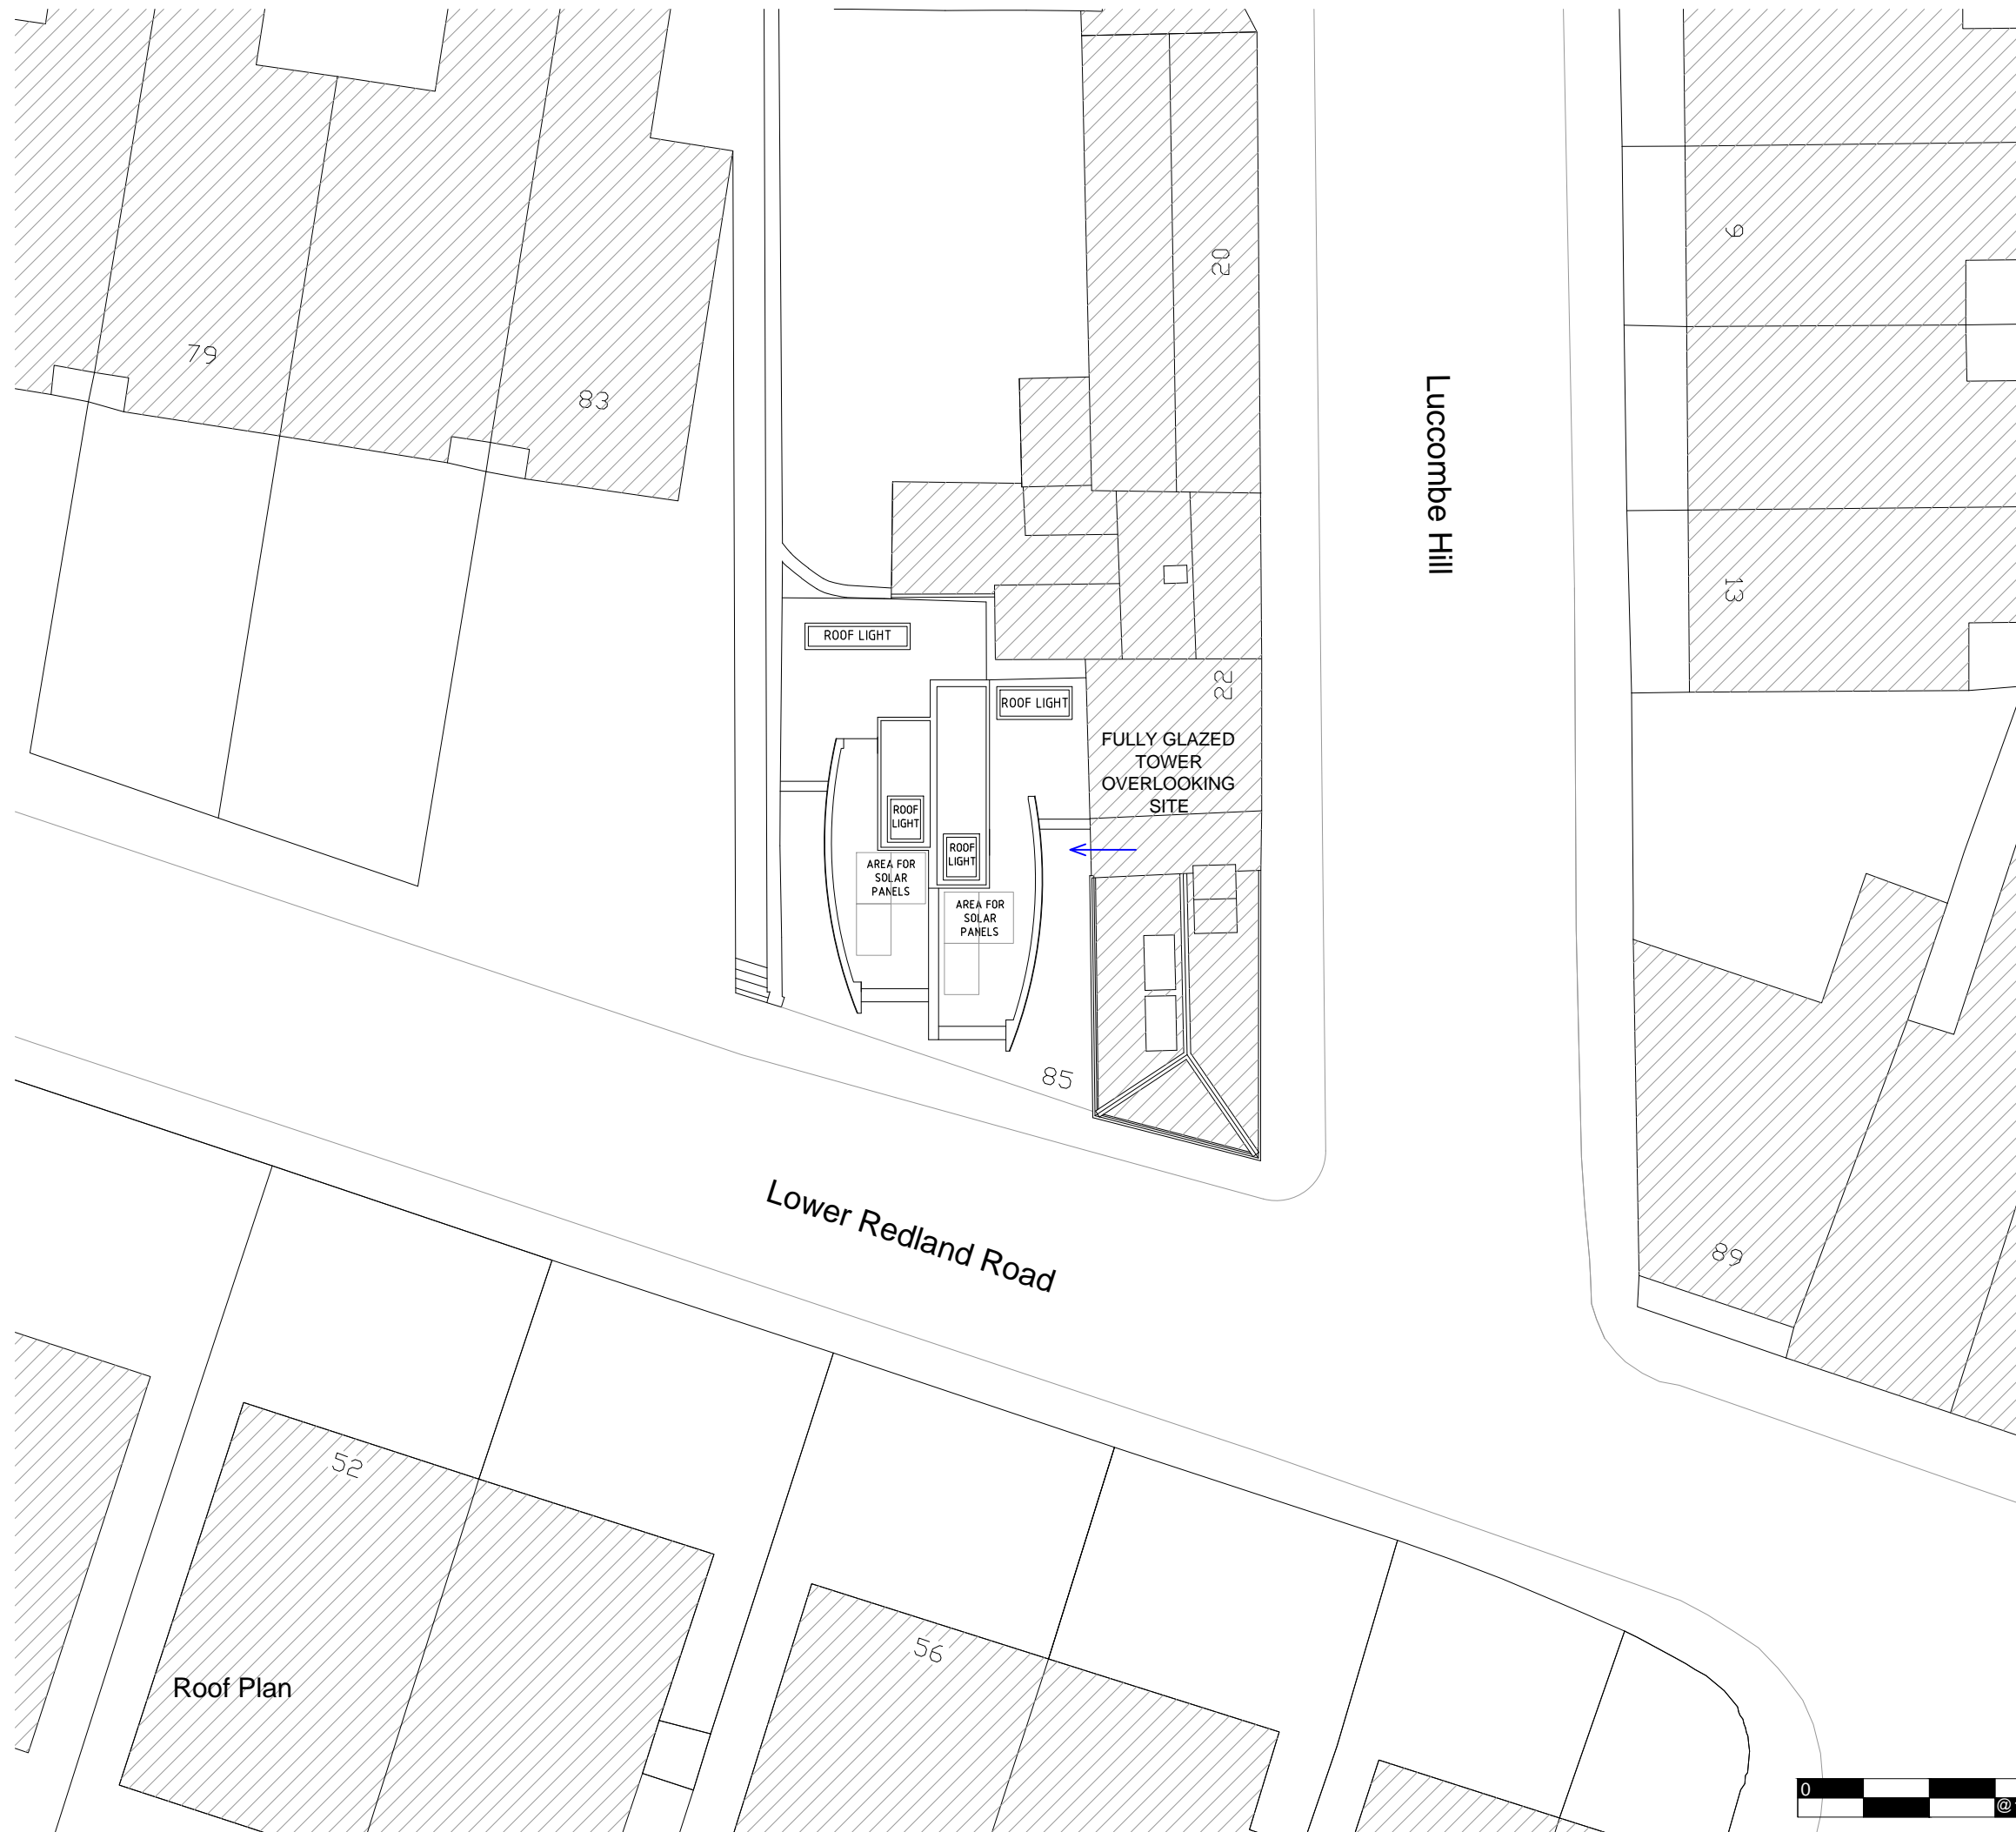 20
9
79
83
Luccombe Hill
13
ROOF LIGHT
22
ROOF LIGHT
FULLY GLAZED
TOWER
OVERLOOKING
SITE
ROOF
LIGHT
ROOF
LIGHT
AREA FOR
SOLAR
PANELS
AREA FOR
SOLAR
PANELS
85
Lower Redland Road
89
52
56
Roof Plan
0
@